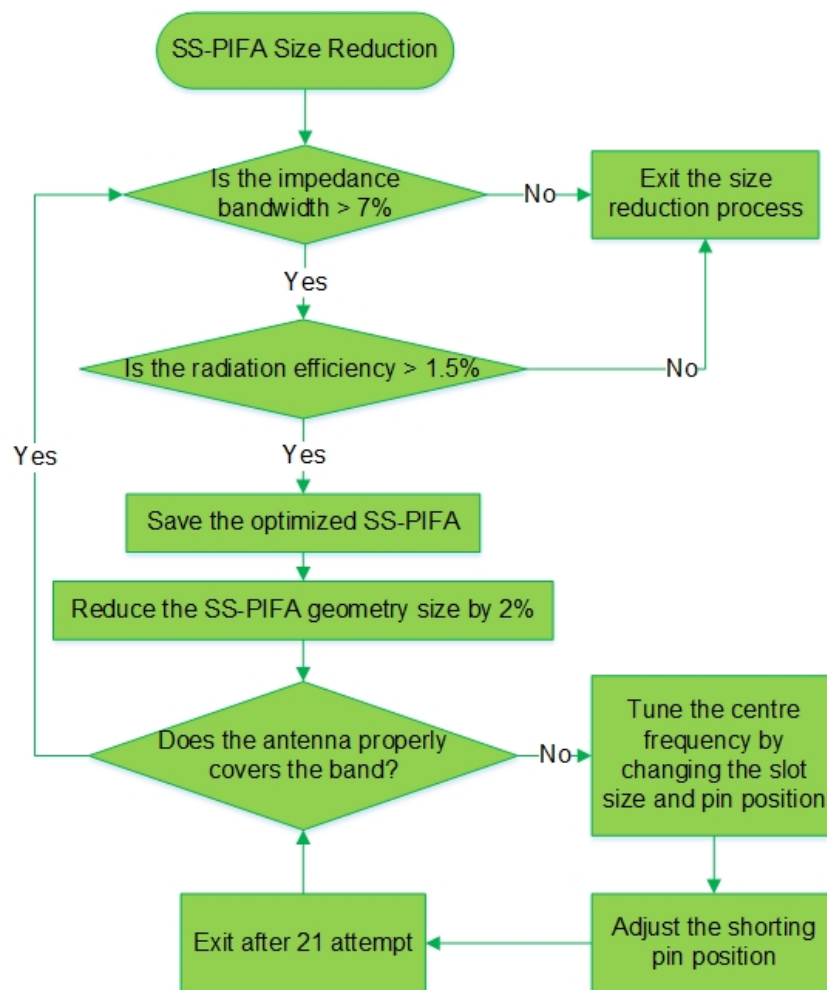 SS-PIFA Size Reduction
Is the impedance
bandwidth > 7%
No
Exit the size
reduction process
Yes
Is the radiation efficiency > 1.5%
No
Yes
Yes
Save the optimized SS-PIFA
Reduce the SS-PIFA geometry size by 2%
Does the antenna properly
covers the band?
No
Tune the centre
frequency by
changing the slot
size and pin position
Adjust the shorting
pin position
Exit after 21 attempt